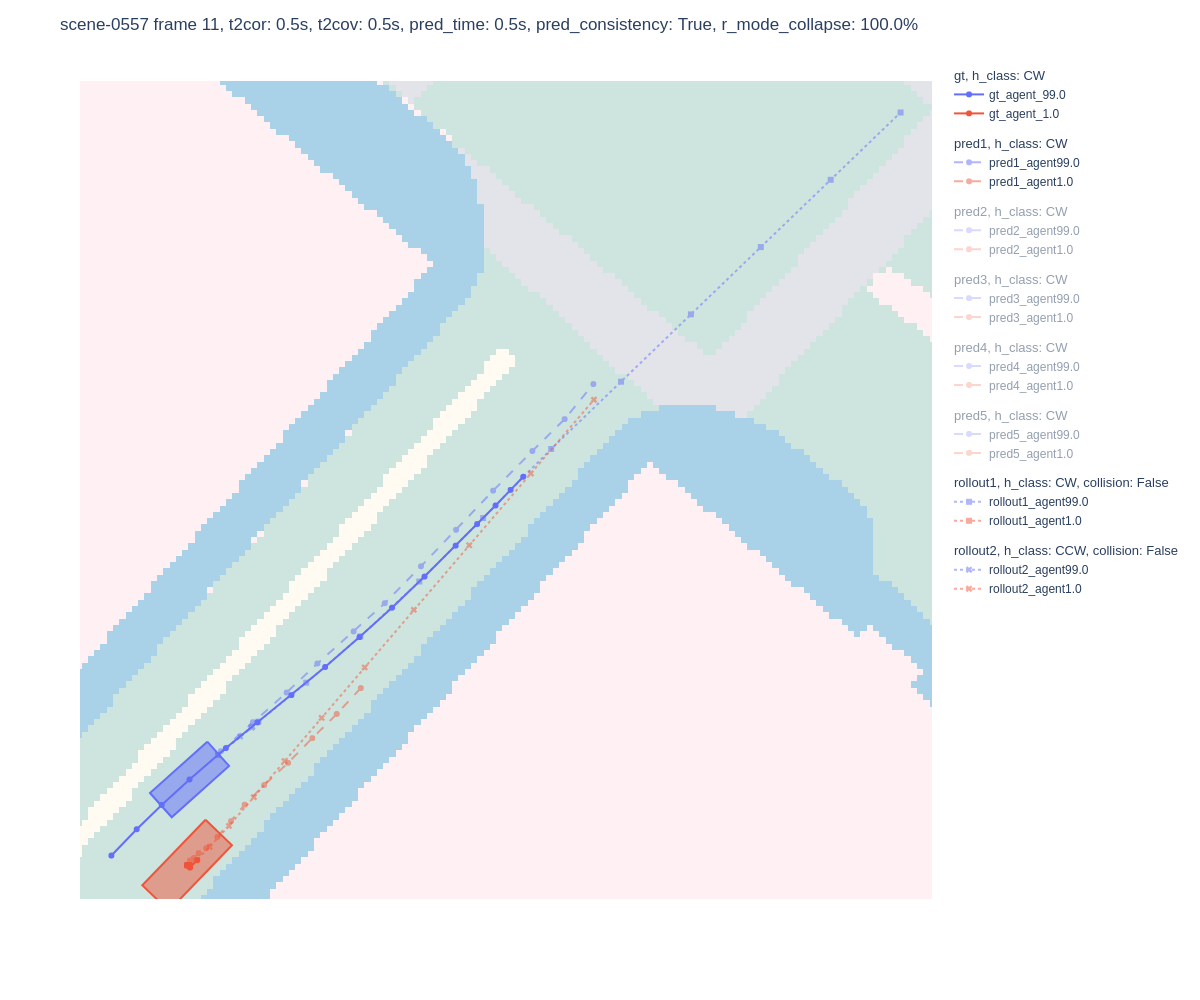 scene-0557 frame 11, t2cor: 0.5s, t2cov: 0.5s, pred_time: 0.5s, pred_consistency: True, r_mode_collapse: 100.0%
gt, h_class: CW
gt_agent_99.0
gt_agent_1.0
pred1, h_class: CW
pred1_agent99.0
pred1_agent1.0
pred2, h_class: CW
pred2_agent99.0
pred2_agent1.0
pred3, h_class: CW
pred3_agent99.0
pred3_agent1.0
pred4, h_class: CW
pred4_agent99.0
pred4_agent1.0
pred5, h_class: CW
pred5_agent99.0
pred5_agent1.0
rollout1, h_class: CW, collision: False
rollout1_agent99.0
rollout1_agent1.0
rollout2, h_class: CCW, collision: False
rollout2_agent99.0
rollout2_agent1.0